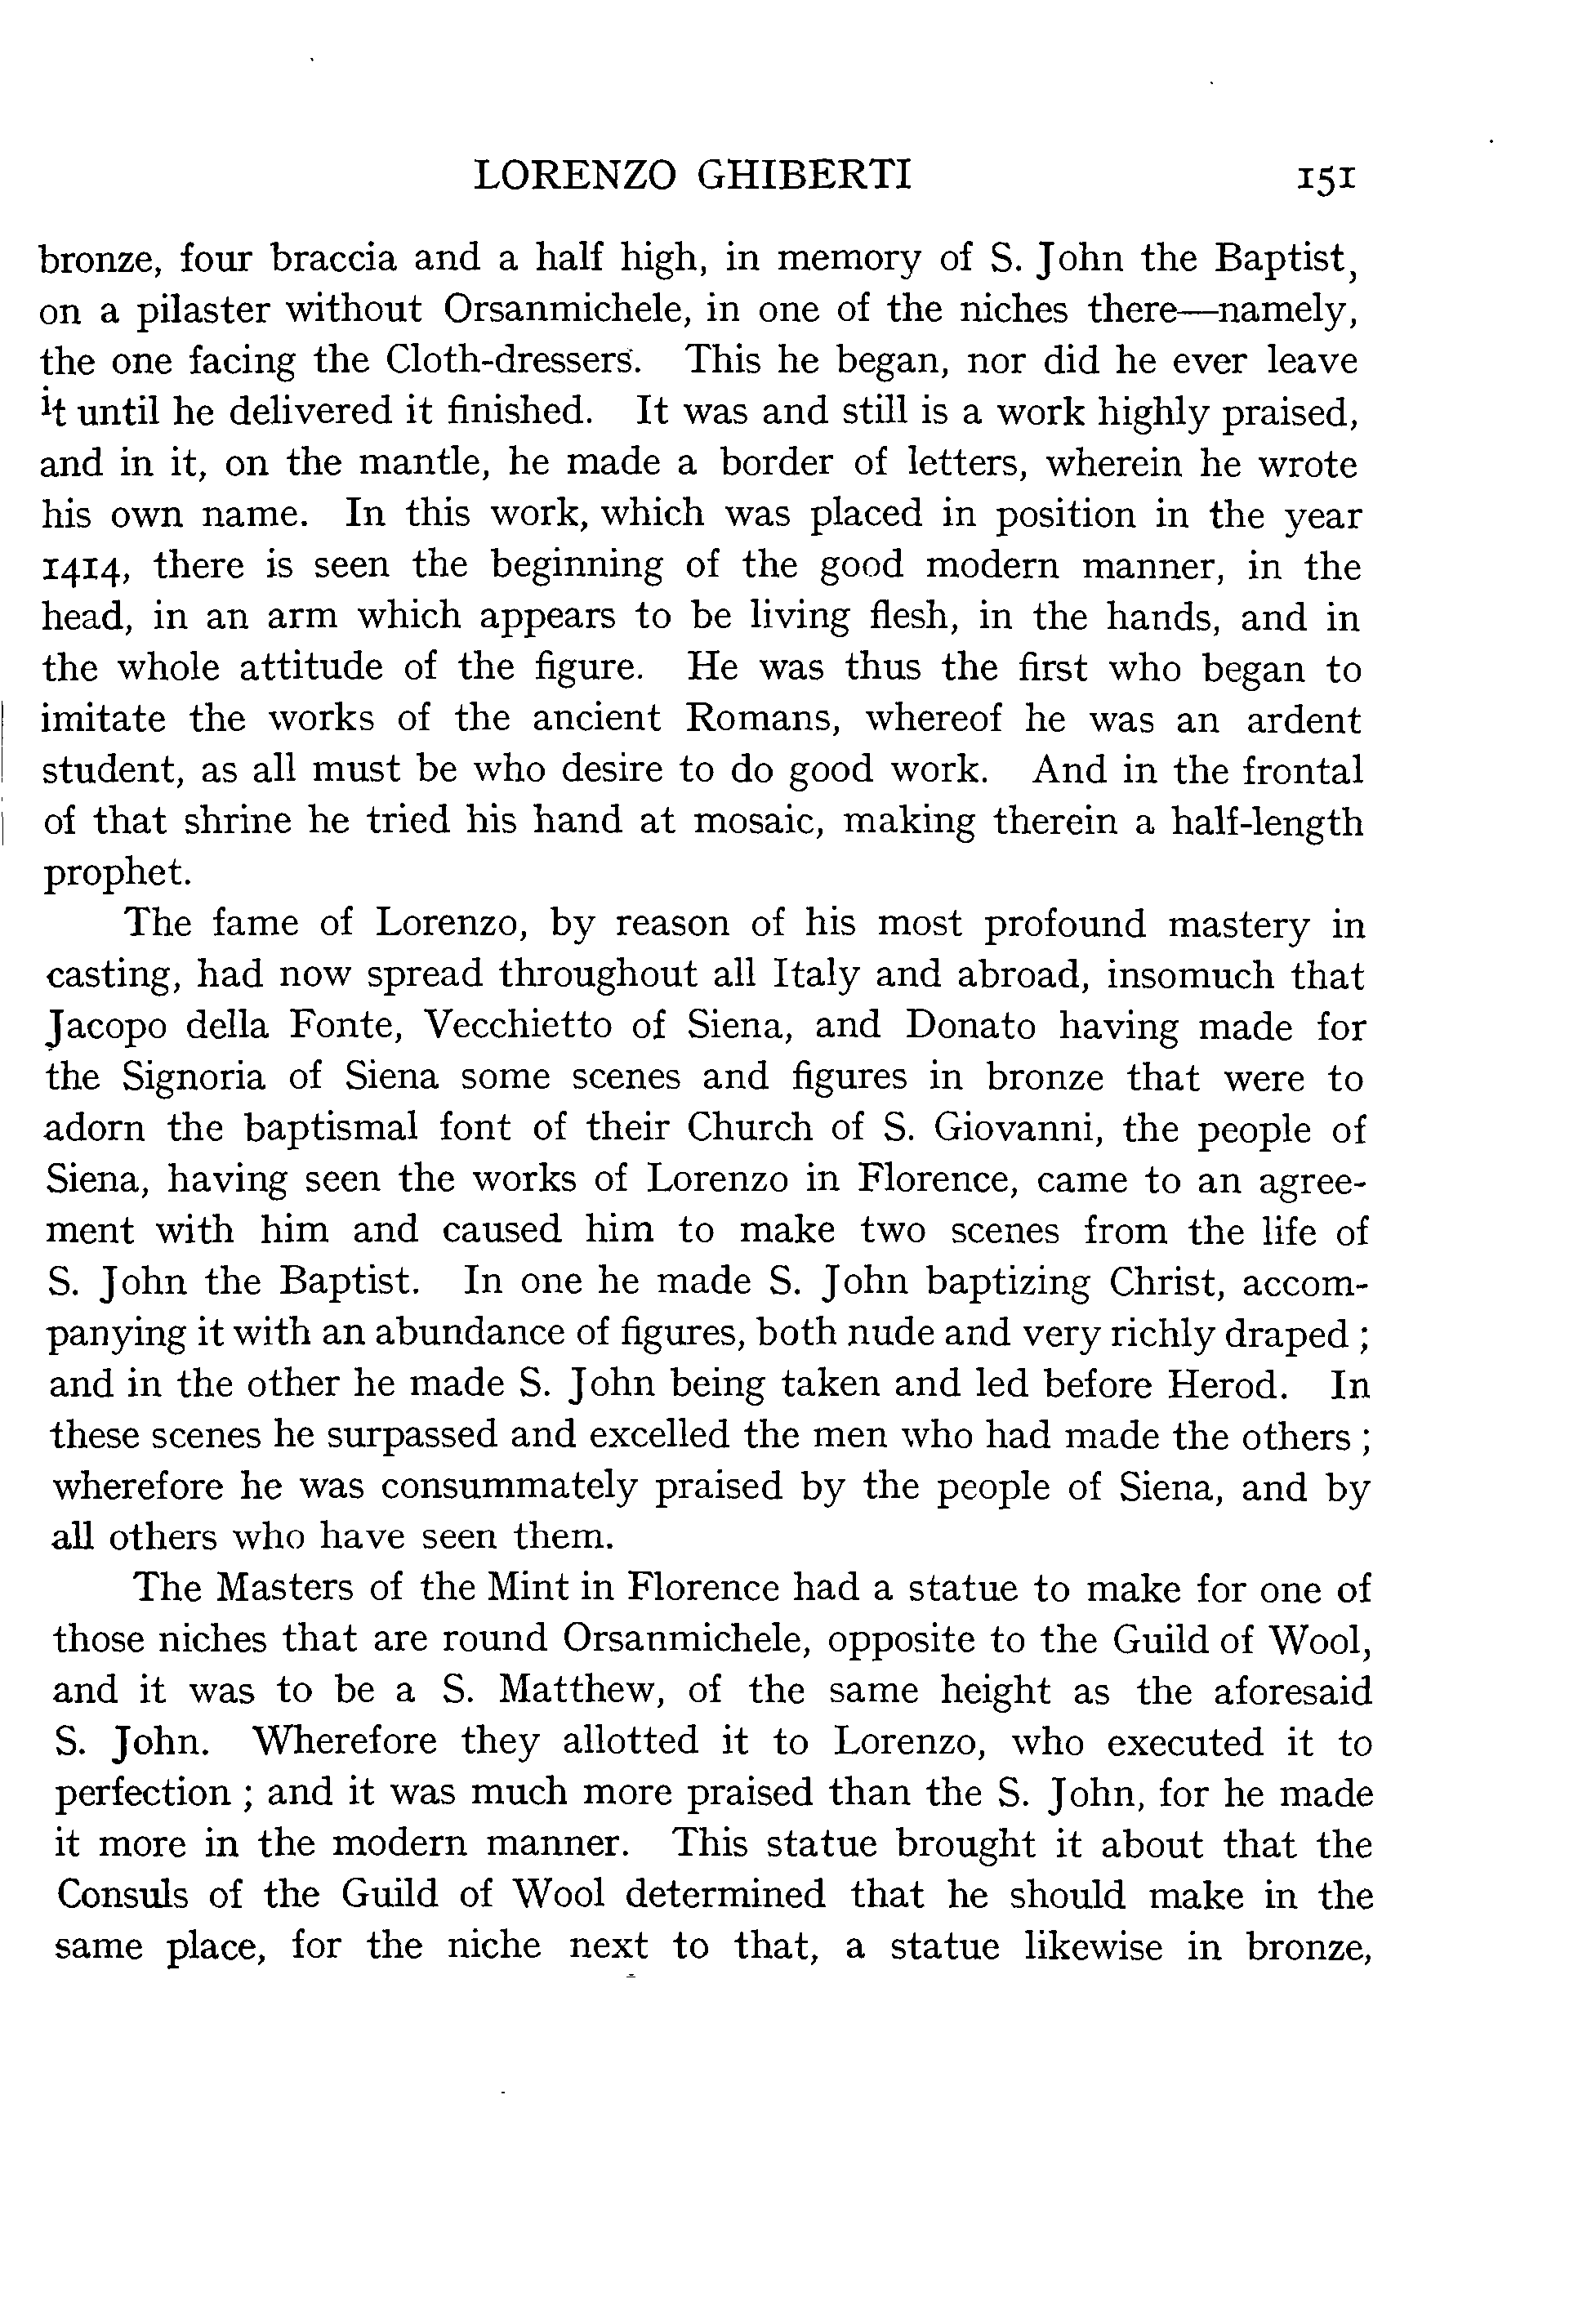 LORENZO GHIBERTI 151
bronze, four braccia and a half high, in memory of S. John the Baptist,
on a pilaster without Orsanmichele, in one of the niches there—namely,
the one facing the Cloth-dressers. This he began, nor did he ever leave
it until he delivered it finished. It was and still is a work highly praised,
and in it, on the mantle, he made a border of letters, wherein he wrote
his own name. In this work, which was placed in position in the year
1414, there is seen the beginning of the good modern manner, in the
head, in an arm which appears to be living flesh, in the hands, and in
the whole attitude of the figure. He was thus the first who began to
imitate the works of the ancient Romans, whereof he was an ardent
student, as all must be who desire to do good work. And in the frontal
of that shrine he tried his hand at mosaic, making therein a half-length
prophet.
The fame of Lorenzo, by reason of his most profound mastery in
casting, had now spread throughout all Italy and abroad, insomuch that
Jacopo della Fonte, Vecchietto of Siena, and Donato having made for
the Signoria of Siena some scenes and figures in bronze that were to
adorn the baptismal font of their Church of S. Giovanni, the people of
Siena, having seen the works of Lorenzo in Florence, came to an agree-
ment with him and caused him to make two scenes from the life of
S. John the Baptist. In one he made S. John baptizing Christ, accom-
panying it with an abundance of figures, both nude and very richly draped ;
and in the other he made S. John being taken and led before Herod. In
these scenes he surpassed and excelled the men who had made the others ;
wherefore he was consummately praised by the people of Siena, and by
all others who have seen them.
The Masters of the Mint in Florence had a statue to make for one of
those niches that are round Orsanmichele, opposite to the Guild of Wool,
and it was to be a S. Matthew, of the same height as the aforesaid
S. John. Wherefore they allotted it to Lorenzo, who executed it to
perfection ; and it was much more praised than the S. John, for he made
it more in the modern manner. This statue brought it about that the
Consuls of the Guild of Wool determined that he should make in the
same place, for the niche next to that, a statue likewise in bronze,